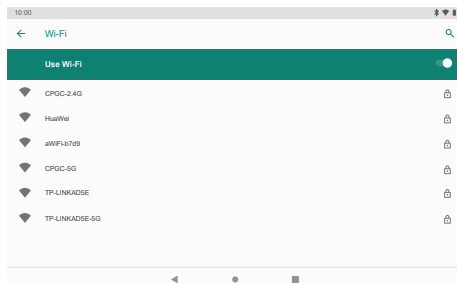 10:00
Wi-Fi
Use Wi-Fi
CPGC-2.4G
HuaWei
aWiFi-b7d9
CPGC-5G
TP-LINKAD5E
TP-LINKAD5E-5G